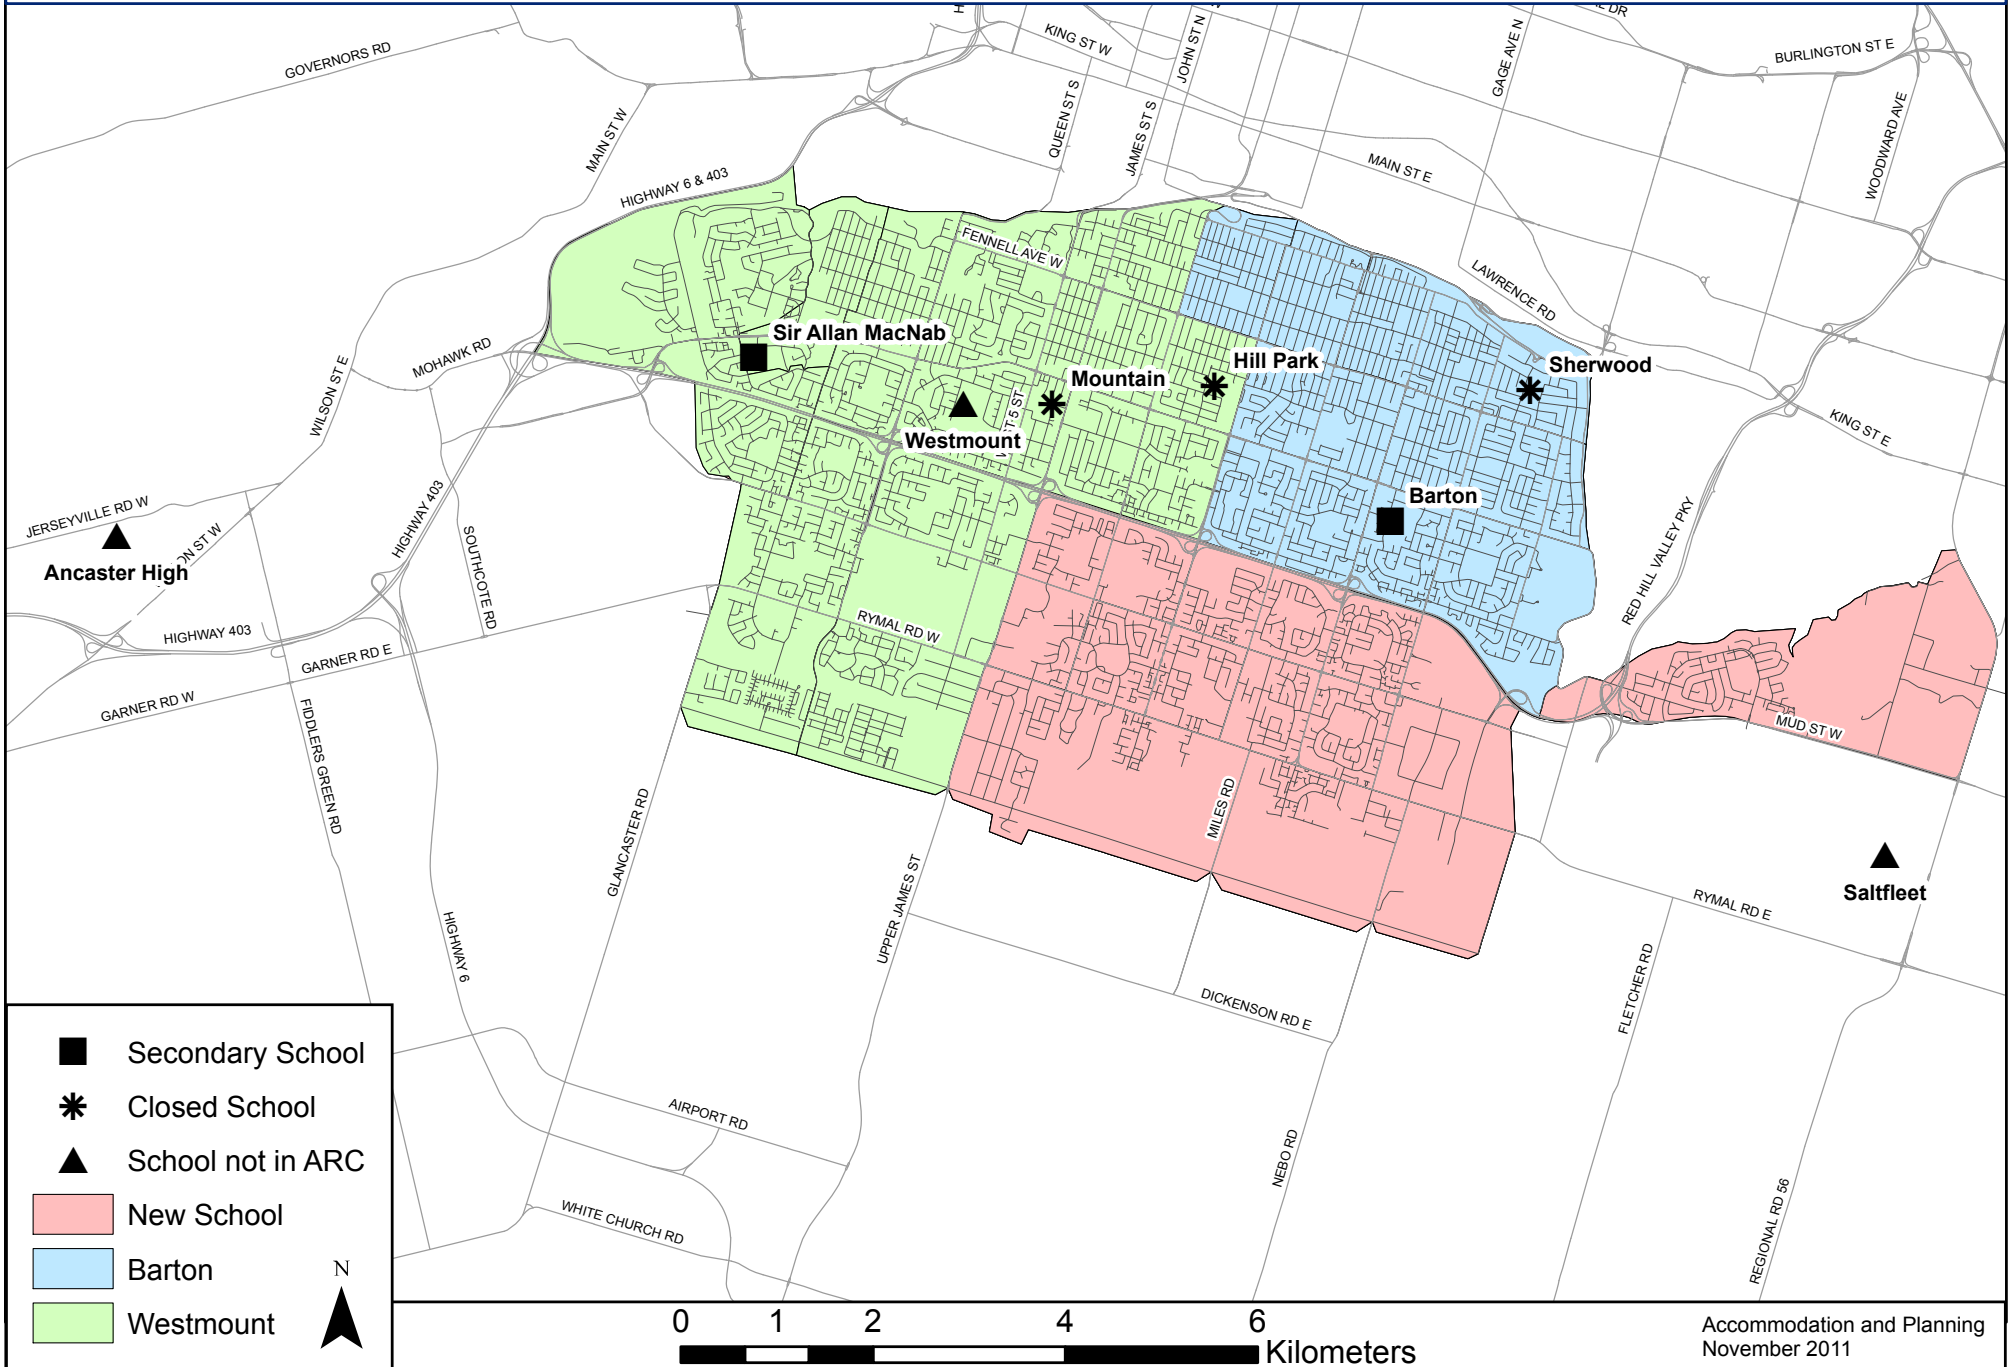 GOVERNORS RD
KING ST W
JOHN ST N
GAGE AVE N
DR
BURLINGTON ST E
MAIN ST W
QUEEN ST S
JAMES ST S
WOODWARD AVE
MAIN ST E
HIGHWAY 6 & 403
FENNELL AVE W
LAWRENCE RD
Sir Allan MacNab
MOHAWK RD
Hill Park
Sherwood
Mountain
WILSON ST E
5 ST
KING ST E
Westmount
Barton
JERSEYVILLE RD W
HIGHWAY 403
SOUTHCOTE RD
ON ST W
RED HILL VALLEY PKY
Ancaster High
HIGHWAY 403
GARNER RD E
RYMAL RD W
GARNER RD W
FIDDLERS GREEN RD
MUD ST W
GLANCASTER RD
MILES RD
UPPER JAMES ST
Saltfleet
RYMAL RD E
HIGHWAY 6
FLETCHER RD
DICKENSON RD E
AIRPORT RD
NEBO RD
WHITE CHURCH RD
REGIONAL RD 56
Secondary School
Closed School
School not in ARC
New School
Barton
Westmount
N
0 1 2 4 6
Kilometers
Accommodation and Planning
November 2011